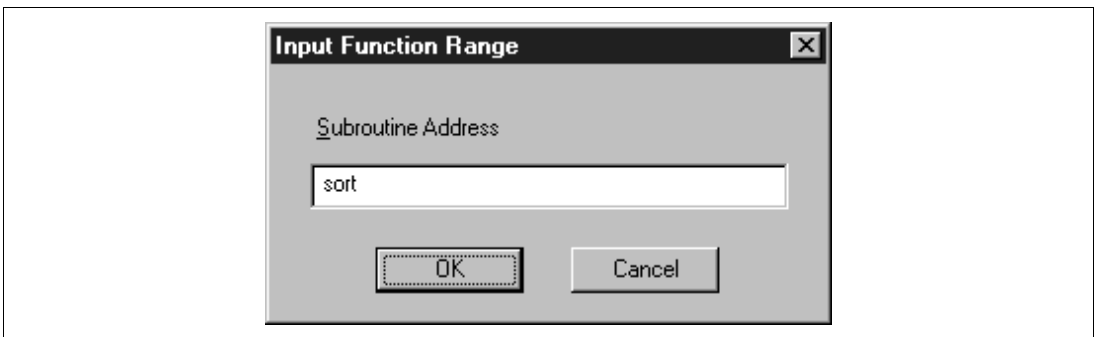 Input Function Range
Subroutine Address
sort
OK
Cancel